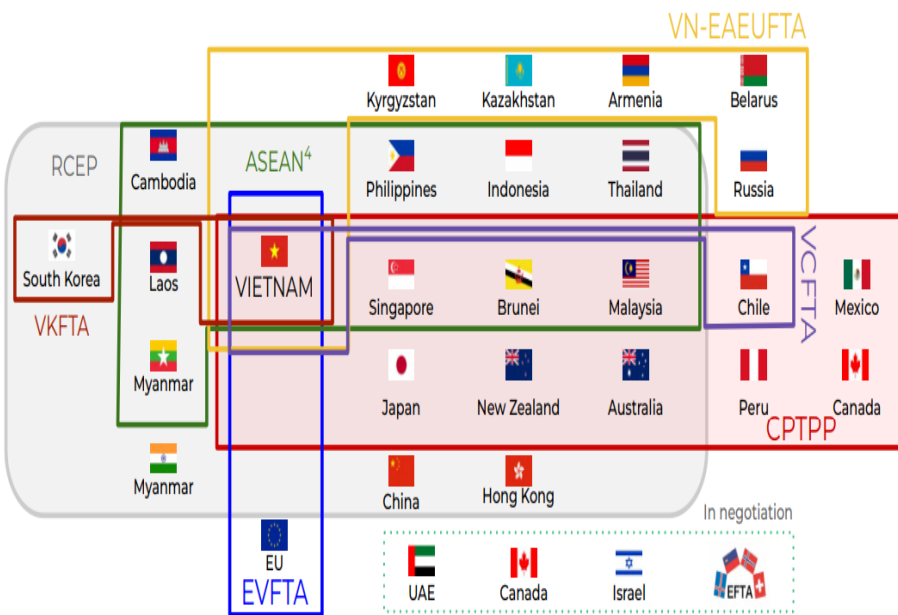 VN-EAEUFTA
Kyrgyzstan
Kazakhstan
Armenia
Belarus
RCEP
Cambodia
ASEAN4
Philippines
Indonesia
Thailand
Russia
South Korea
Laos
VIETNAM
Singapore
Brunei
Malaysia
Chile
VCFTA
Mexico
VKFTA
Myanmar
Japan
New Zealand
Australia
Peru
Canada
CPTPP
Myanmar
China
Hong Kong
In negotiation
EU
EVFTA
UAE
Canada
Israel
EFTA